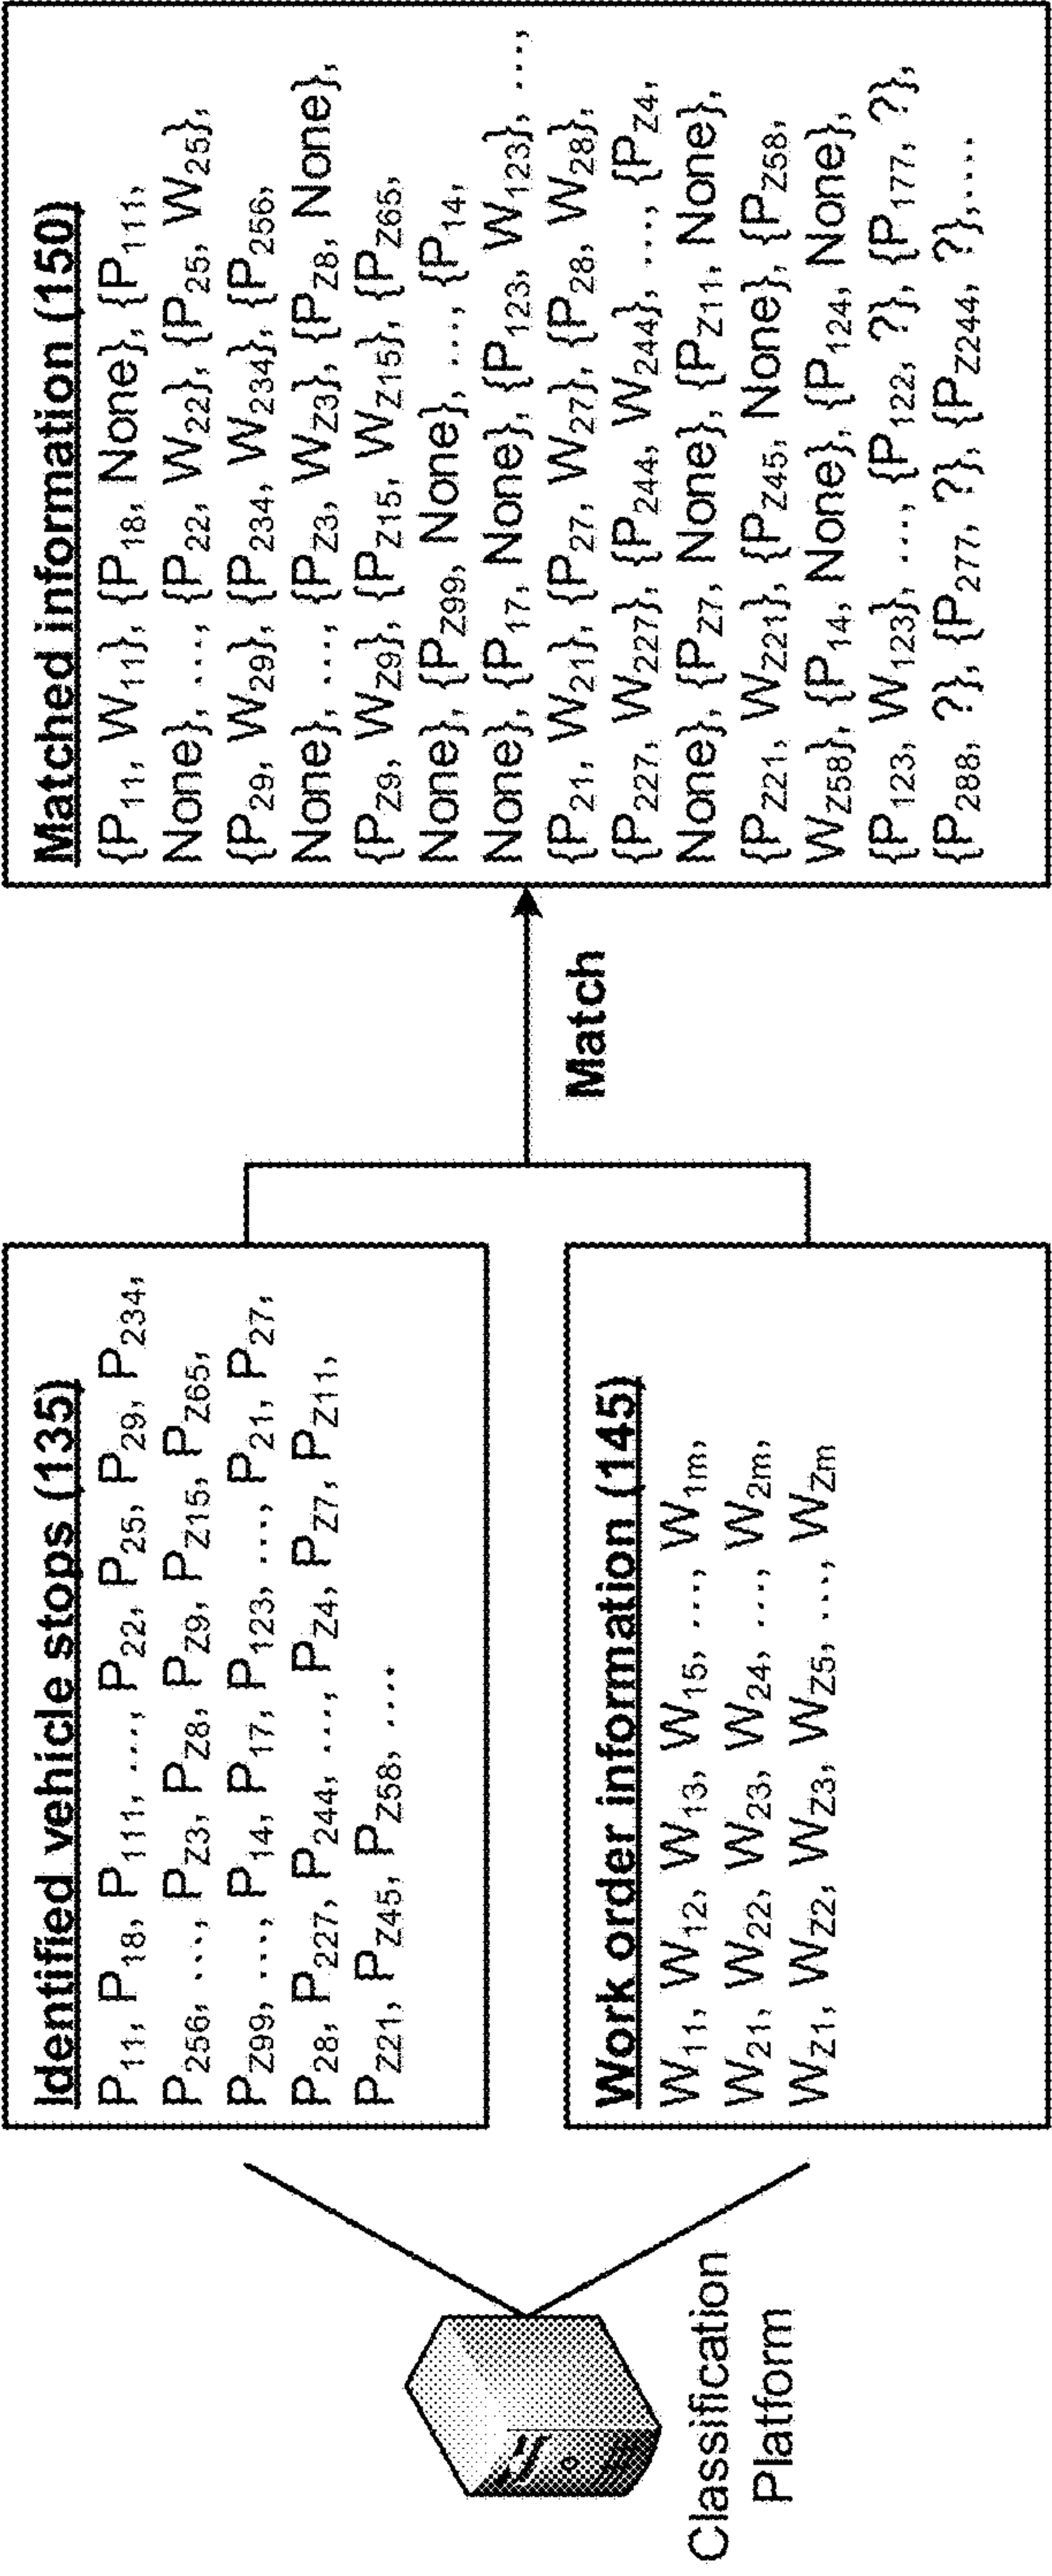 Classification
Platform
Identified vehicle stops (135)
P11, P18, P111, ..., P22, P25, P29, P234,
P256, ..., PZ3, PZ8, PZ9, PZ15, PZ65,
PZ99, ..., P14, P17, P123, ..., P21, P27,
P28, P227, P244, ..., PZ4, PZ7, PZ11,
PZ21, PZ45, PZ58, ....
Work order information (145)
W11, W12, W13, W15, ..., W1m,
W21, W22, W23, W24, ..., W2m,
WZ1, WZ2, WZ3, WZ5, ..., WZm
Match
Matched information (150)
{P11, W11}, {P18, None}, {P111,
None}, ..., {P22, W22}, {P25, W25},
{P29, W29}, {P234, W234}, {P256,
None}, ..., {PZ3, WZ3}, {PZ8, None},
{PZ9, WZ9}, {PZ15, WZ15}, {PZ65,
None}, {PZ99, None}, ..., {P14,
None}, {P17, None}, {P123, W123}, ...,
{P21, W21}, {P27, W27}, {P28, W28},
{P227, W227}, {P244, W244}, ..., {PZ4,
None}, {PZ7, None}, {PZ11, None},
{PZ21, WZ21}, {PZ45, None}, {PZ58,
WZ58}, {P14, None}, {P124, None},
{P123, W123}, ..., {P122, ?}, {P177, ?},
{P288, ?}, {P277, ?}, {PZ244, ?},....